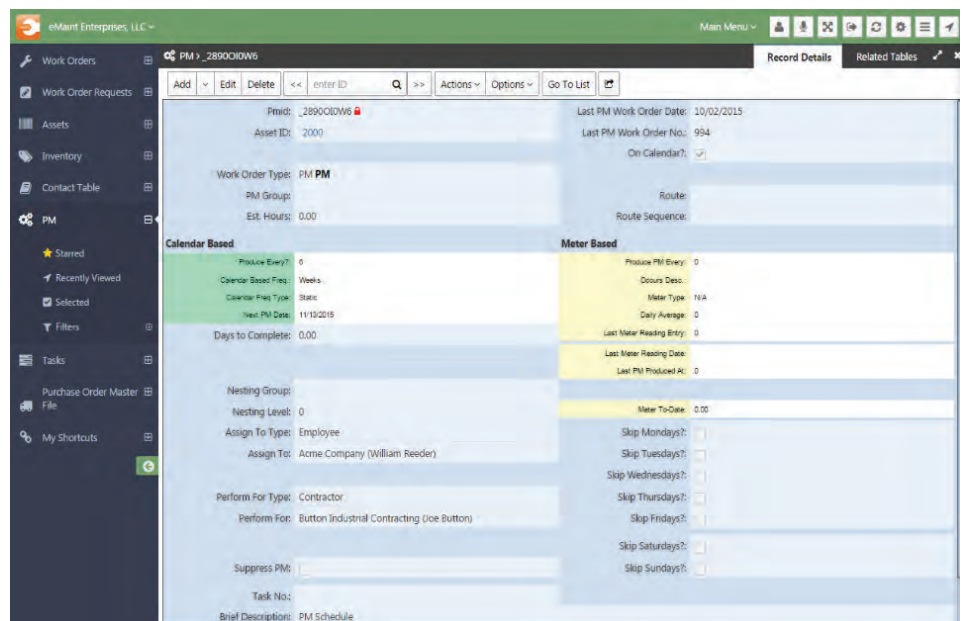 eMaint Enterprises, LLC
Main Menu
Work Orders
Work Order Requests
Assets
Inventory
Contact Table
PM
Starred
Recently Viewed
Selected
Filters
Tasks
Purchase Order Master File
My Shortcuts
PM > _2890OI0W6
Record Details
Related Tables
Add Edit Delete << enter ID >> Actions Options Go To List
Pmid: _2890OI0W6
Last PM Work Order Date: 10/02/2015
Asset ID: 2000
Last PM Work Order No.: 994
On Calendar?:
Work Order Type: PM PM
PM Group:
Route:
Est. Hours: 0.00
Route Sequence:
Calendar Based
Meter Based
Produce Every?: 6
Produce PM Every: 0
Calendar Based Freq.: Weeks
Occurs Desc.:
Calendar Freq Type: Static
Meter Type: N/A
Next PM Date: 11/13/2015
Daily Average: 0
Days to Complete: 0.00
Last Meter Reading Entry: 0
Last Meter Reading Date:
Last PM Produced At: 0
Nesting Group:
Nesting Level: 0
Meter To-Date: 0.00
Assign To Type: Employee
Skip Mondays?:
Assign To: Acme Company (William Reeder)
Skip Tuesdays?:
Skip Wednesdays?:
Perform For Type: Contractor
Skip Thursdays?:
Perform For: Button Industrial Contracting (Joe Button)
Skip Fridays?:
Skip Saturdays?:
Suppress PM:
Skip Sundays?:
Task No.:
Brief Description: PM Schedule